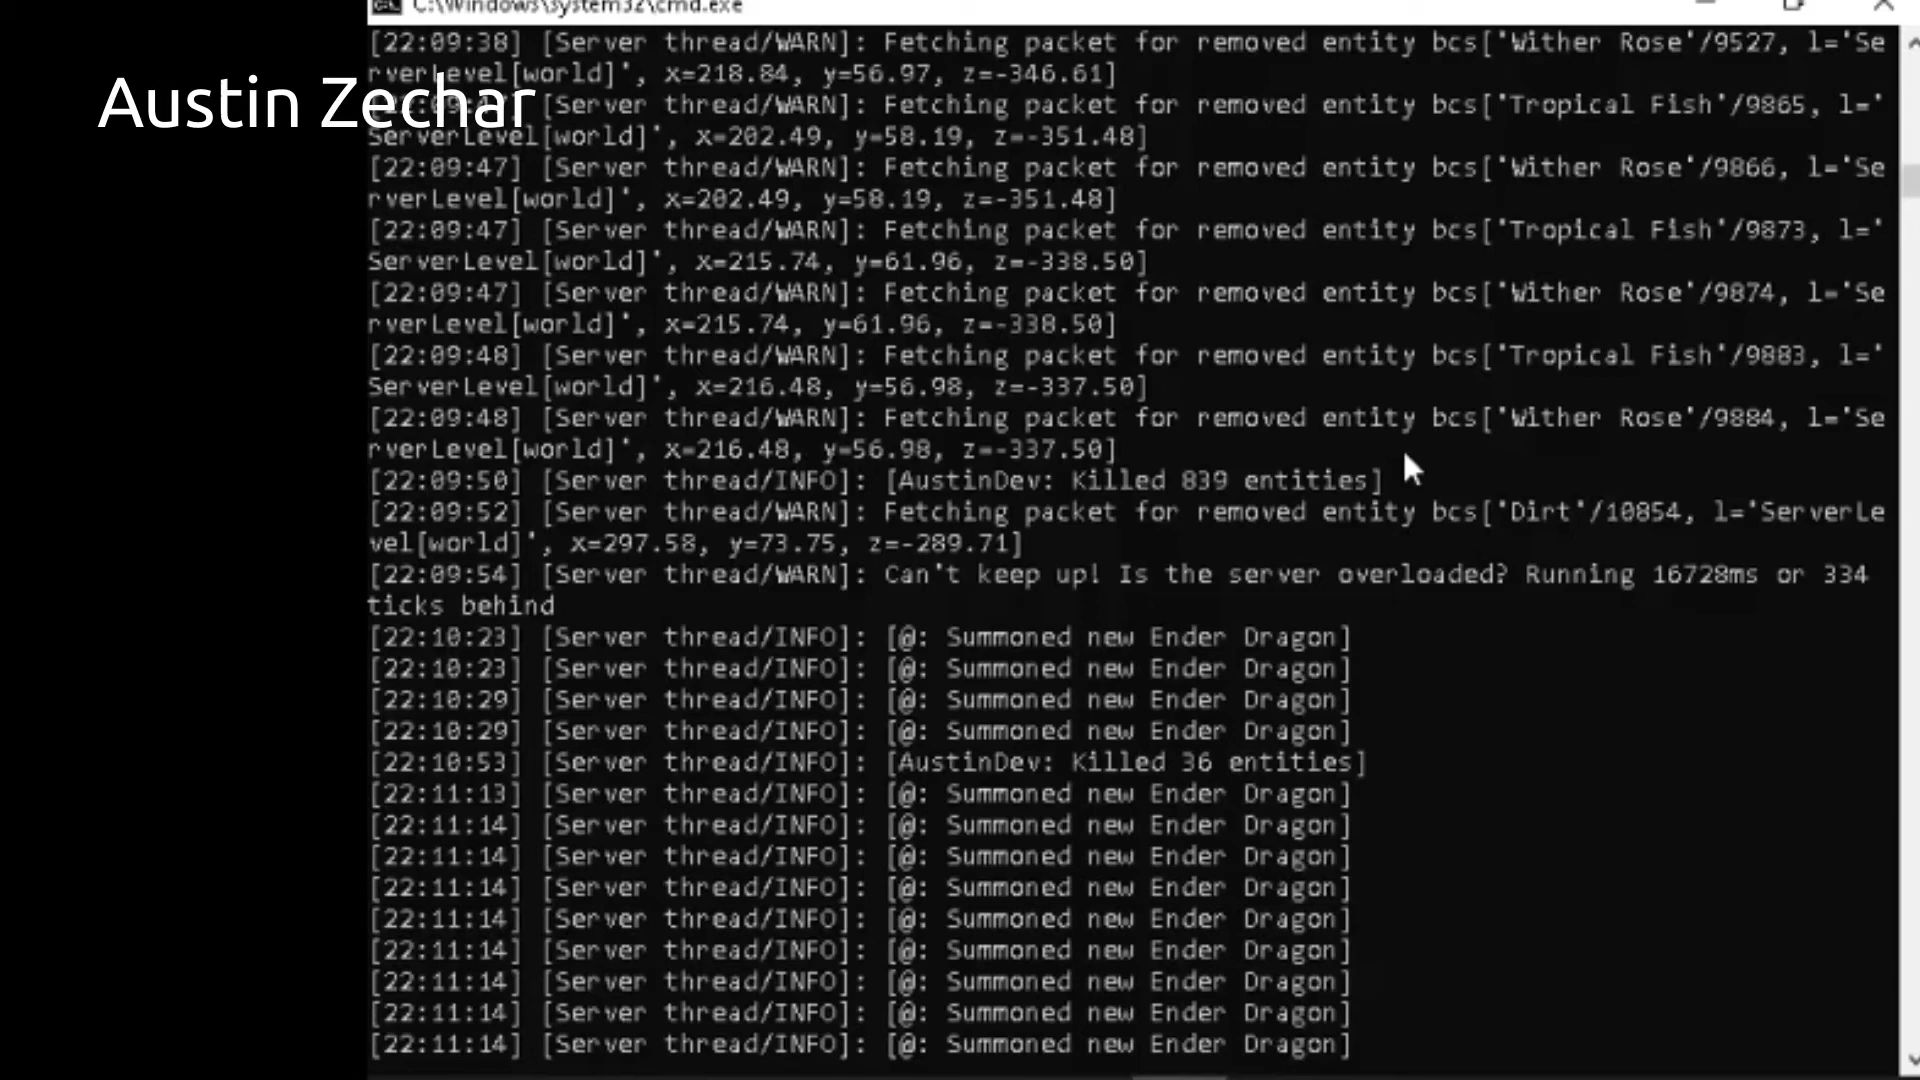 C:\Windows\system32\cmd.exe
Austin Zechar
[22:09:38] [Server thread/WARN]: Fetching packet for removed entity bcs['Wither Rose'/9527, l='Se
rverLevel[world]', x=218.84, y=56.97, z=-346.61]
[Server thread/WARN]: Fetching packet for removed entity bcs['Tropical Fish'/9865, l='
ServerLevel[world]', x=202.49, y=58.19, z=-351.48]
[22:09:47] [Server thread/WARN]: Fetching packet for removed entity bcs['Wither Rose'/9866, l='Se
rverLevel[world]', x=202.49, y=58.19, z=-351.48]
[22:09:47] [Server thread/WARN]: Fetching packet for removed entity bcs['Tropical Fish'/9873, l='
ServerLevel[world]', x=215.74, y=61.96, z=-338.50]
[22:09:47] [Server thread/WARN]: Fetching packet for removed entity bcs['Wither Rose'/9874, l='Se
rverLevel[world]', x=215.74, y=61.96, z=-338.50]
[22:09:48] [Server thread/WARN]: Fetching packet for removed entity bcs['Tropical Fish'/9883, l='
ServerLevel[world]', x=216.48, y=56.98, z=-337.50]
[22:09:48] [Server thread/WARN]: Fetching packet for removed entity bcs['Wither Rose'/9884, l='Se
rverLevel[world]', x=216.48, y=56.98, z=-337.50]
[22:09:50] [Server thread/INFO]: [AustinDev: Killed 839 entities]
[22:09:52] [Server thread/WARN]: Fetching packet for removed entity bcs['Dirt'/10854, l='ServerLe
vel[world]', x=297.58, y=73.75, z=-289.71]
[22:09:54] [Server thread/WARN]: Can't keep up! Is the server overloaded? Running 16728ms or 334
ticks behind
[22:10:23] [Server thread/INFO]: [@: Summoned new Ender Dragon]
[22:10:23] [Server thread/INFO]: [@: Summoned new Ender Dragon]
[22:10:29] [Server thread/INFO]: [@: Summoned new Ender Dragon]
[22:10:29] [Server thread/INFO]: [@: Summoned new Ender Dragon]
[22:10:53] [Server thread/INFO]: [AustinDev: Killed 36 entities]
[22:11:13] [Server thread/INFO]: [@: Summoned new Ender Dragon]
[22:11:14] [Server thread/INFO]: [@: Summoned new Ender Dragon]
[22:11:14] [Server thread/INFO]: [@: Summoned new Ender Dragon]
[22:11:14] [Server thread/INFO]: [@: Summoned new Ender Dragon]
[22:11:14] [Server thread/INFO]: [@: Summoned new Ender Dragon]
[22:11:14] [Server thread/INFO]: [@: Summoned new Ender Dragon]
[22:11:14] [Server thread/INFO]: [@: Summoned new Ender Dragon]
[22:11:14] [Server thread/INFO]: [@: Summoned new Ender Dragon]
[22:11:14] [Server thread/INFO]: [@: Summoned new Ender Dragon]